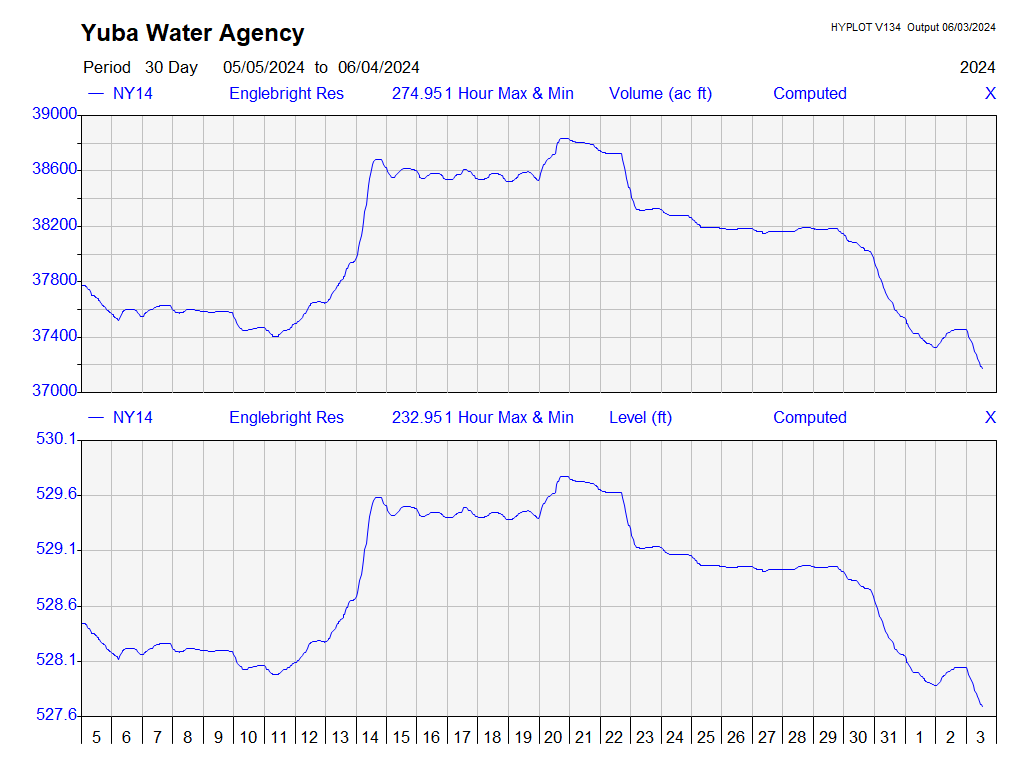 Yuba Water Agency
HYPLOT V134 Output 06/03/2024
Period 30 Day 05/05/2024 to 06/04/2024 2024
NY14 Englebright Res 274.951 Hour Max & Min Volume (ac ft) Computed X
39000
38600
38200
37800
37400
37000
NY14 Englebright Res 232.951 Hour Max & Min Level (ft) Computed X
530.1
529.6
529.1
528.6
528.1
527.6
5 6 7 8 9 10 11 12 13 14 15 16 17 18 19 20 21 22 23 24 25 26 27 28 29 30 31 1 2 3